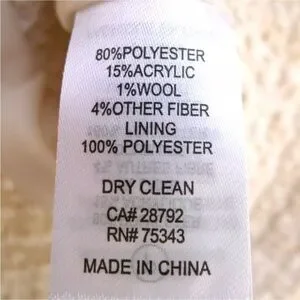 80%POLYESTER
15%ACRYLIC
1%WOOL
4%OTHER FIBER
LINING
100% POLYESTER
DRY CLEAN
CA# 28792
RN# 75343
MADE IN CHINA